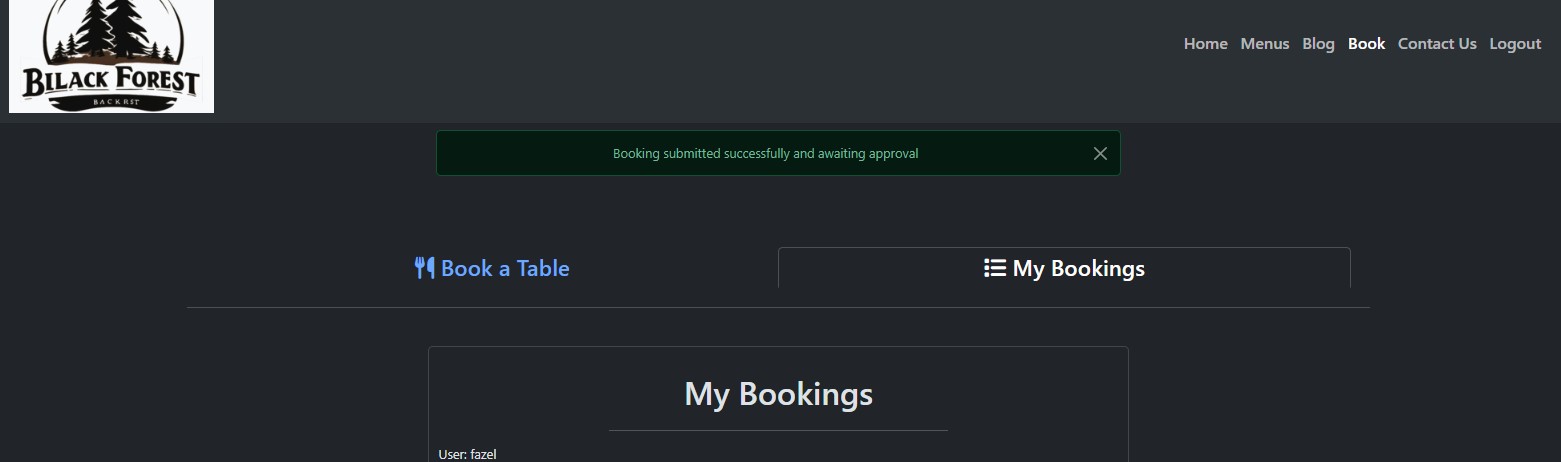 BILACK FOREST
BACKRST
Home Menus Blog Book Contact Us Logout
Booking submitted successfully and awaiting approval
Book a Table
My Bookings
My Bookings
User: fazel